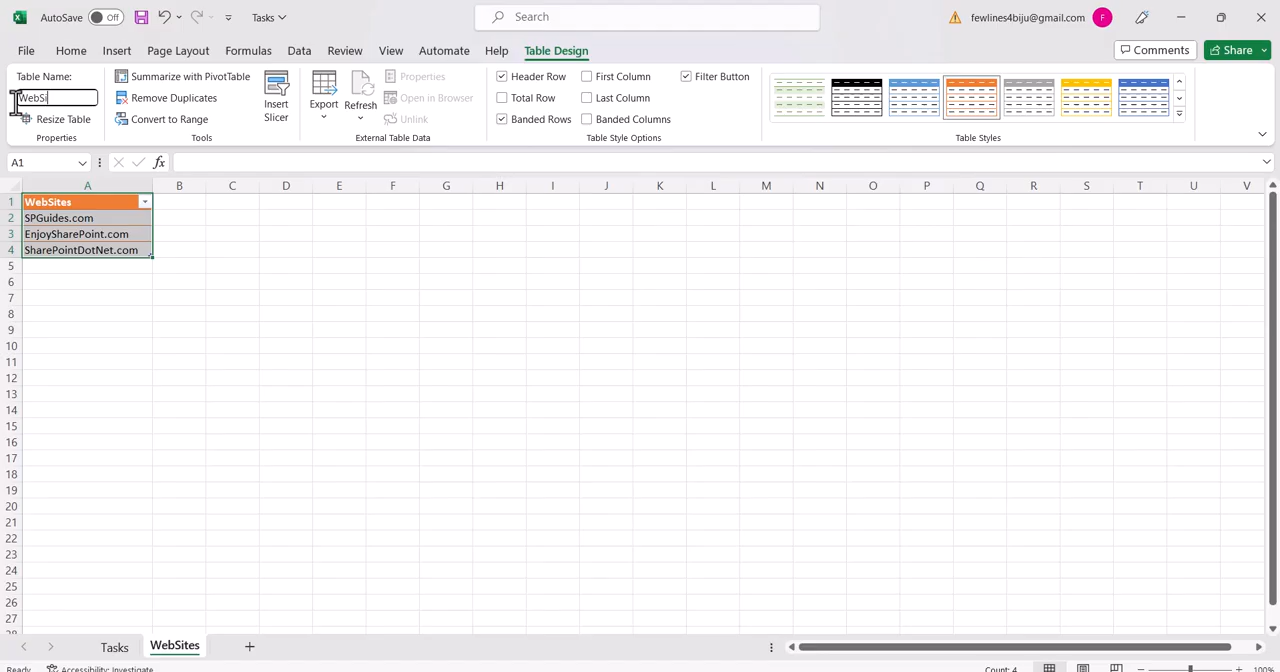 AutoSave Off Tasks Search fewlines4biju@gmail.com F
File Home Insert Page Layout Formulas Data Review View Automate Help Table Design Comments Share
Table Name: Summarize with PivotTable Properties Header Row First Column Filter Button
WebSi Remove Duplicates Insert Slicer Export Refresh Open in Browser Total Row Last Column
Resize Convert to Range Unlink Banded Rows Banded Columns
Properties Tools External Table Data Table Style Options Table Styles
A1 fx
A B C D E F G H I J K L M N O P Q R S T U V
1 WebSites
2 SPGuides.com
3 EnjoySharePoint.com
4 SharePointDotNet.com
5
6
7
8
9
10
11
12
13
14
15
16
17
18
19
20
21
22
23
24
25
26
27
28
Tasks WebSites
Ready Accessibility: Investigate Count: 4 100%